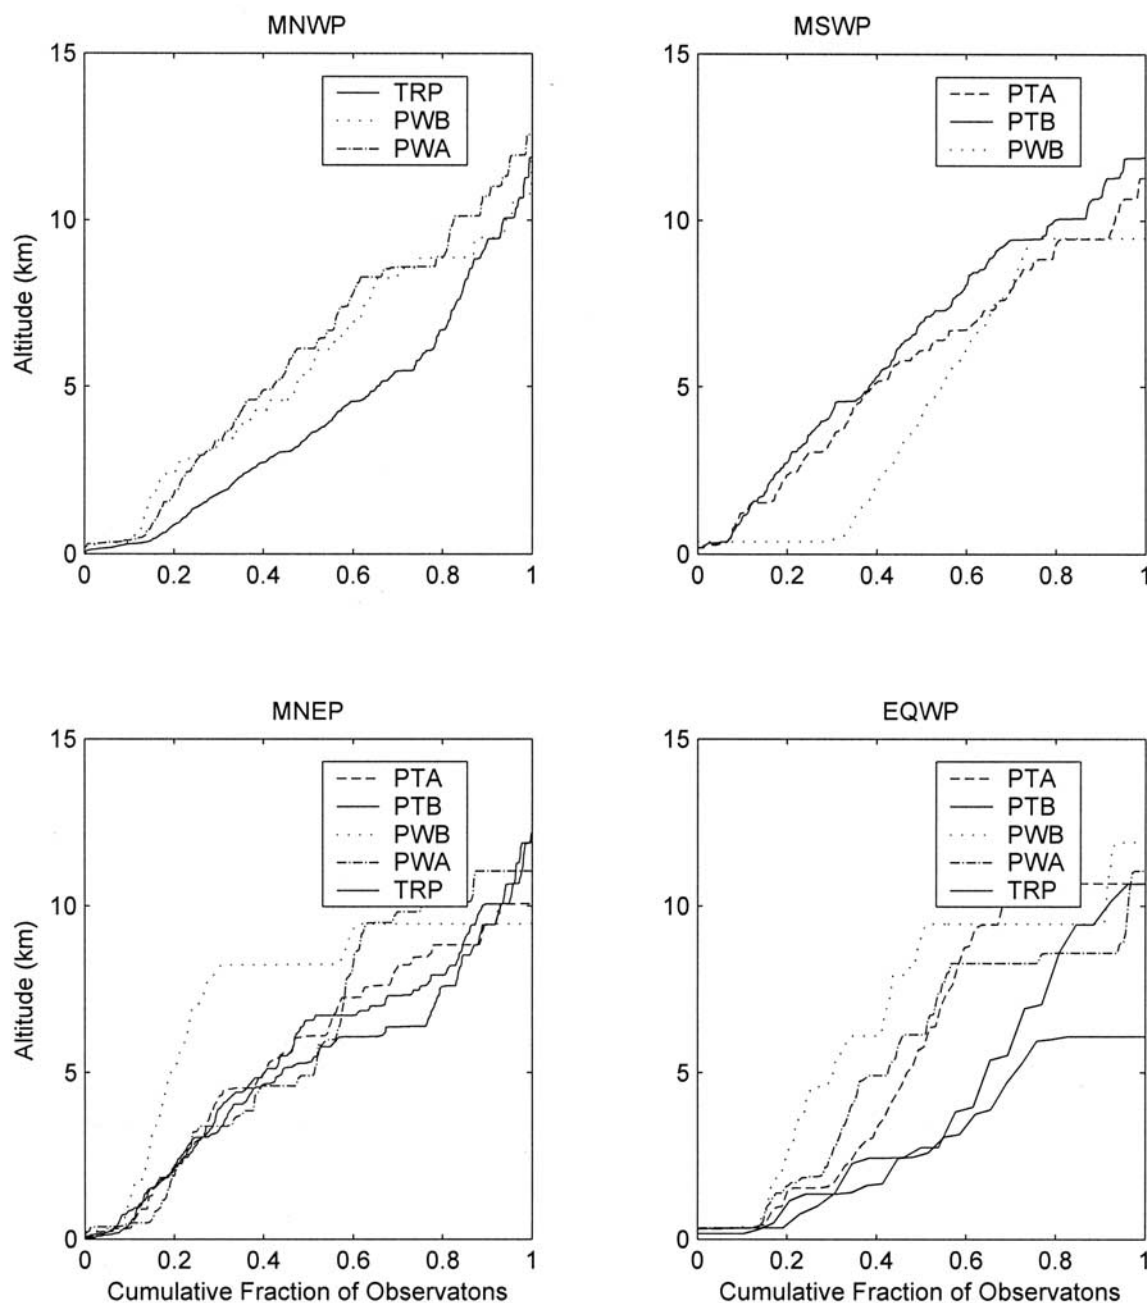 MNWP
MSWP
15
10
5
0
Altitude (km)
TRP
PWB
PWA
0 0.2 0.4 0.6 0.8 1
15
10
5
0
PTA
PTB
PWB
0 0.2 0.4 0.6 0.8 1
MNEP
EQWP
15
10
5
0
Altitude (km)
PTA
PTB
PWB
PWA
TRP
0 0.2 0.4 0.6 0.8 1
Cumulative Fraction of Observatons
15
10
5
0
PTA
PTB
PWB
PWA
TRP
0 0.2 0.4 0.6 0.8 1
Cumulative Fraction of Observatons